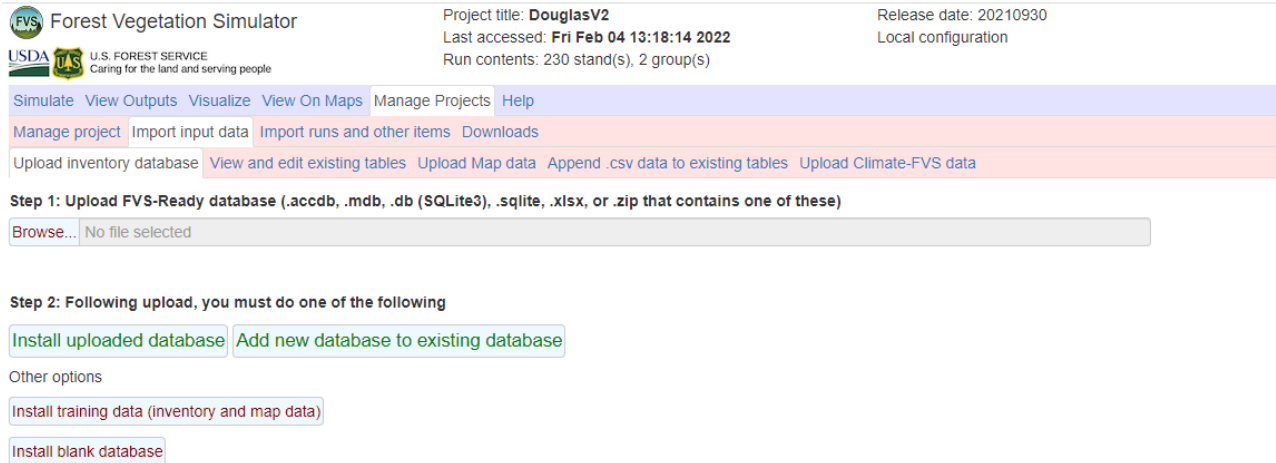 FVS Forest Vegetation Simulator
Project title: DouglasV2
Release date: 20210930
Last accessed: Fri Feb 04 13:18:14 2022
Local configuration
Run contents: 230 stand(s), 2 group(s)
USDA UAS U.S. FOREST SERVICE
Caring for the land and serving people
Simulate View Outputs Visualize View On Maps Manage Projects Help
Manage project Import input data Import runs and other items Downloads
Upload inventory database View and edit existing tables Upload Map data Append .csv data to existing tables Upload Climate-FVS data
Step 1: Upload FVS-Ready database (.accdb, .mdb, .db (SQLite3), .sqlite, .xlsx, or .zip that contains one of these)
Browse... No file selected
Step 2: Following upload, you must do one of the following
Install uploaded database Add new database to existing database
Other options
Install training data (inventory and map data)
Install blank database